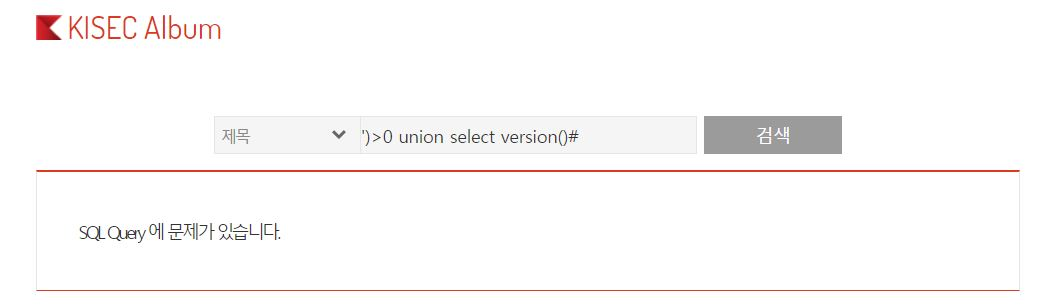 KISEC Album
제목 ')>0 union select version()# 검색
SQL Query 에 문제가 있습니다.